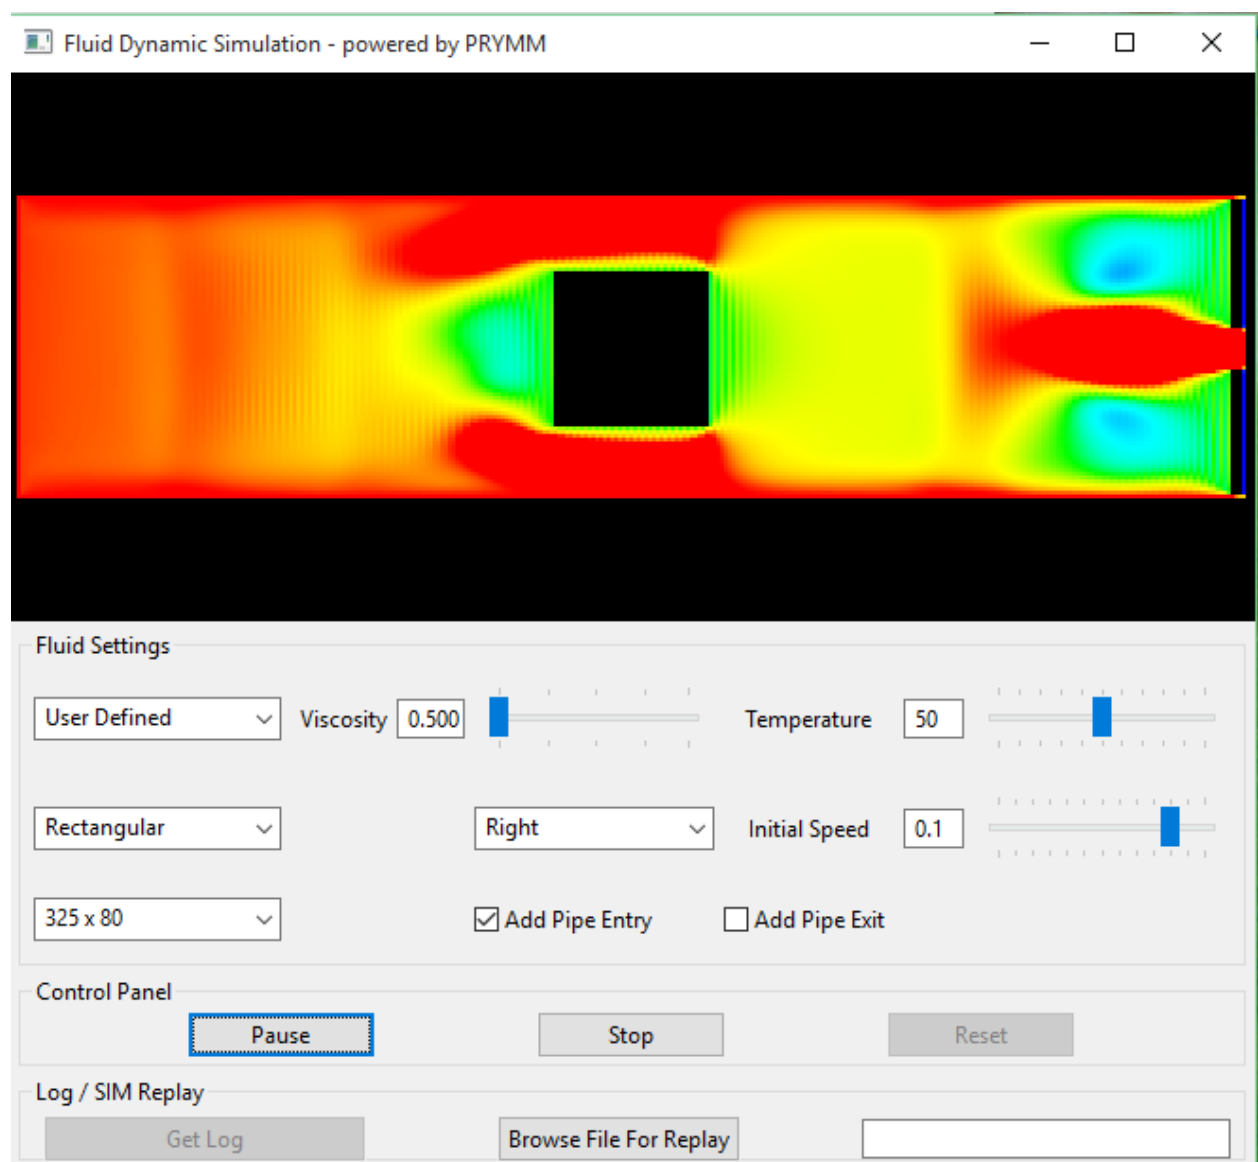 Fluid Dynamic Simulation - powered by PRYMM
Fluid Settings
User Defined
Viscosity 0.500
Temperature 50
Rectangular
Right
Initial Speed 0.1
325 x 80
Add Pipe Entry
Add Pipe Exit
Control Panel
Pause
Stop
Reset
Log / SIM Replay
Get Log
Browse File For Replay